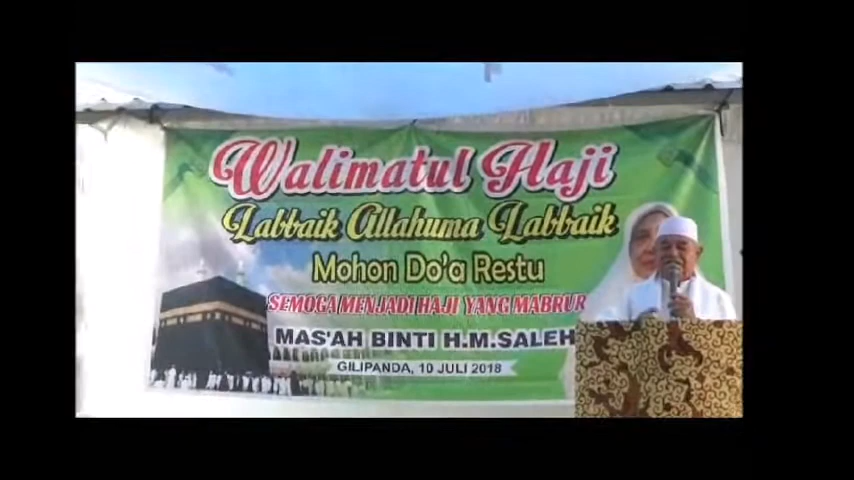 Walimatul Haji
Labbaik Allahuma Labbaik
Mohon Do'a Restu
SEMOGA MENJADI HAJI YANG MABRUR
MAS'AH BINTI H.M.SALEH
GILIPANDA, 10 JULI 2018